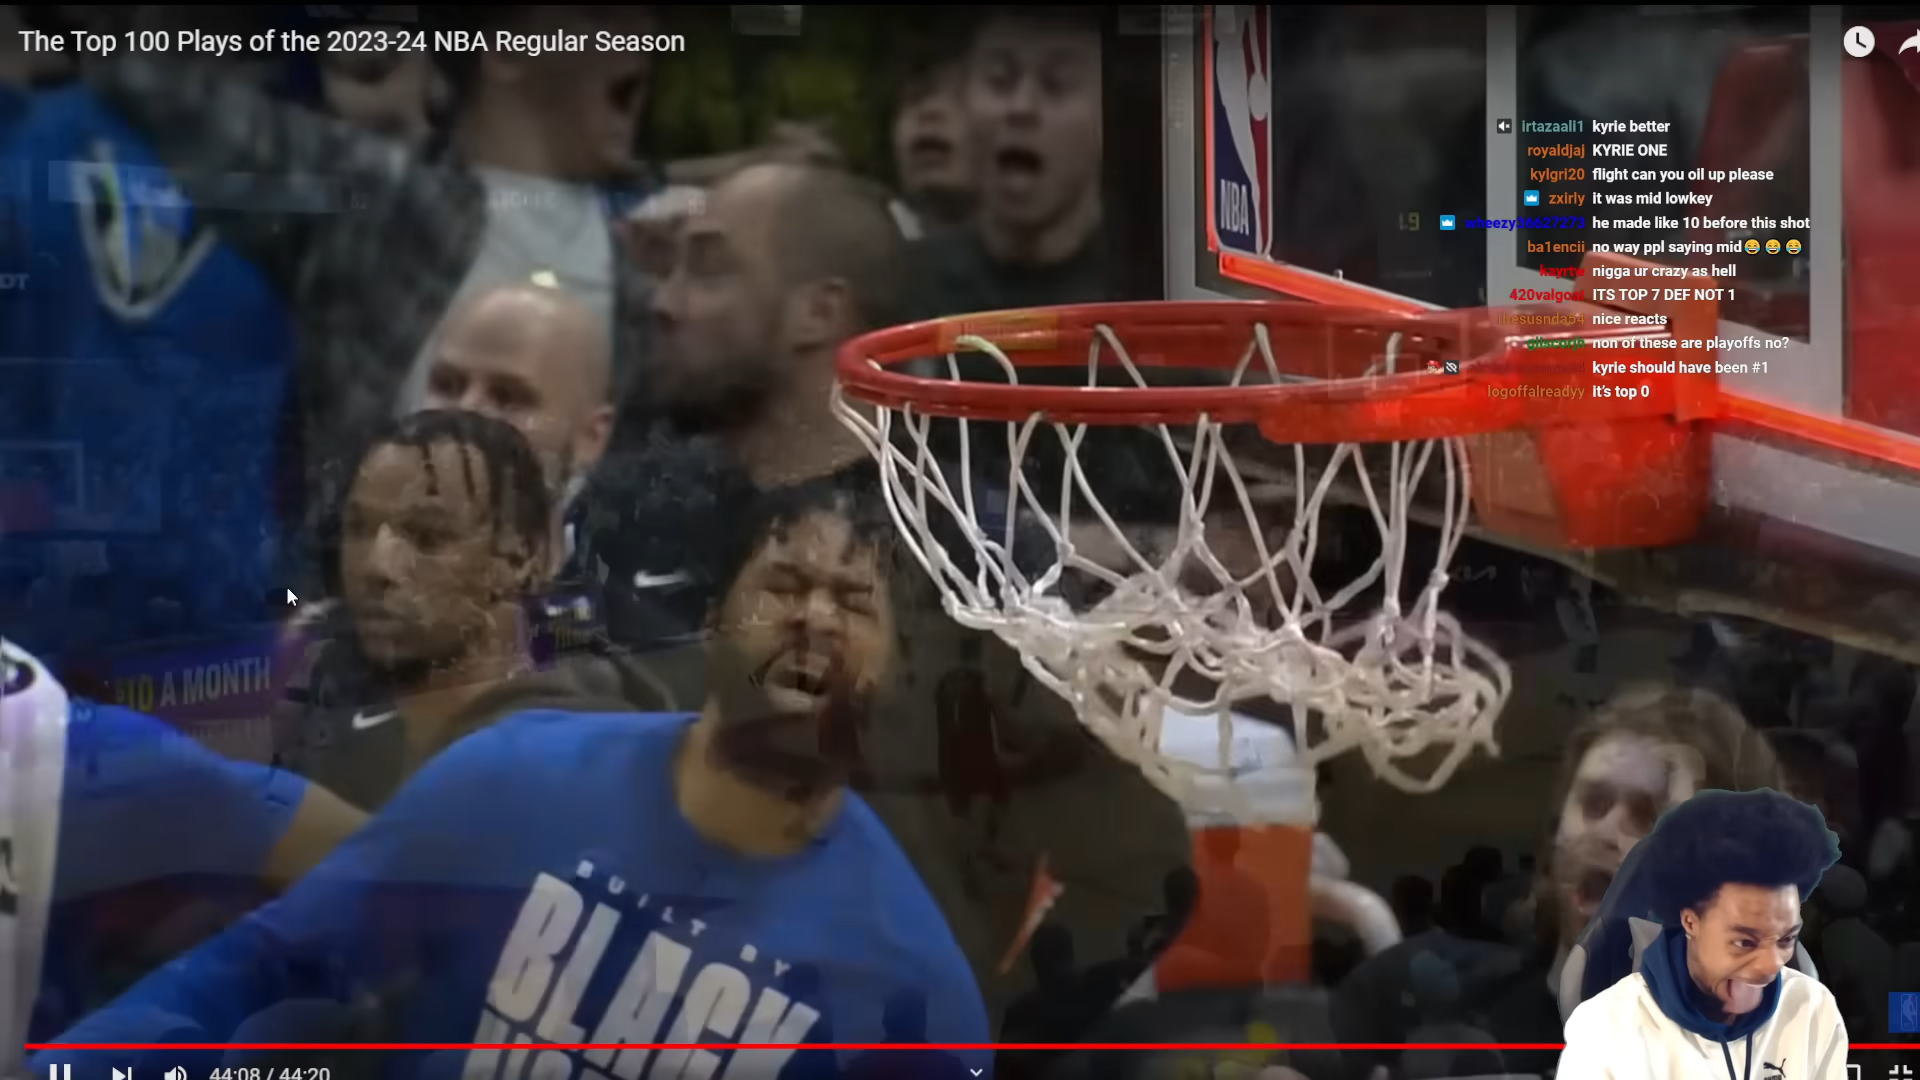 The Top 100 Plays of the 2023-24 NBA Regular Season
NBA
irtazaali1 kyrie better
royaldjaj KYRIE ONE
kylgri20 flight can you oil up please
zxirly it was mid lowkey
he made like 10 before this shot
ba1encii no way ppl saying mid😂 😂 😂
kayrtw nigga ur crazy as hell
420valgoat ITS TOP 7 DEF NOT 1
nice reacts
non of these are playoffs no?
kyrie should have been #1
logoffalreadyy it's top 0
$10 A MONTH
BUILT BY
BLACK
44:08 / 44:20